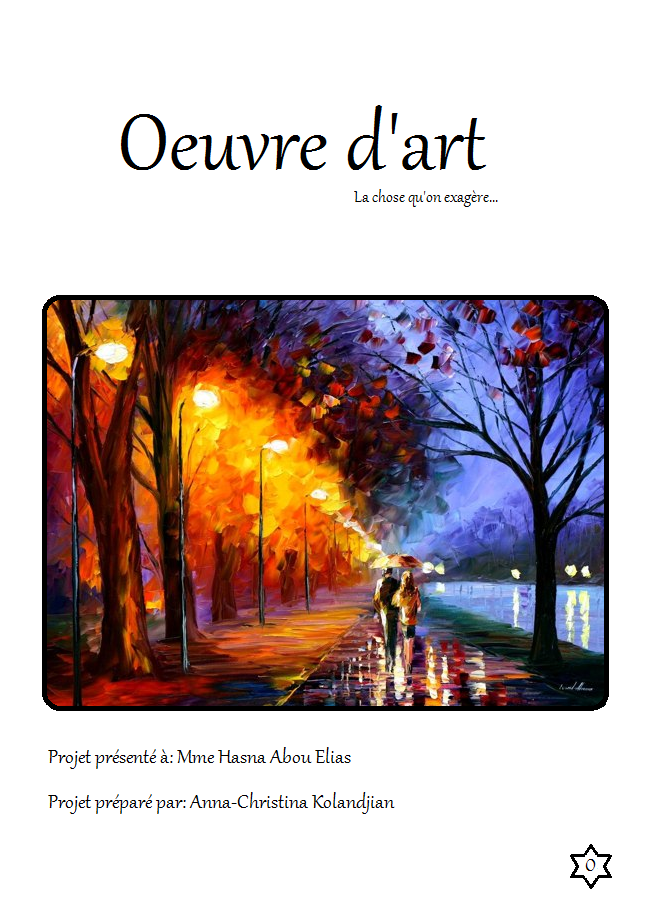 Oeuvre d'art
La chose qu'on exagère...
Projet présenté à: Mme Hasna Abou Elias
Projet préparé par: Anna-Christina Kolandjian
0